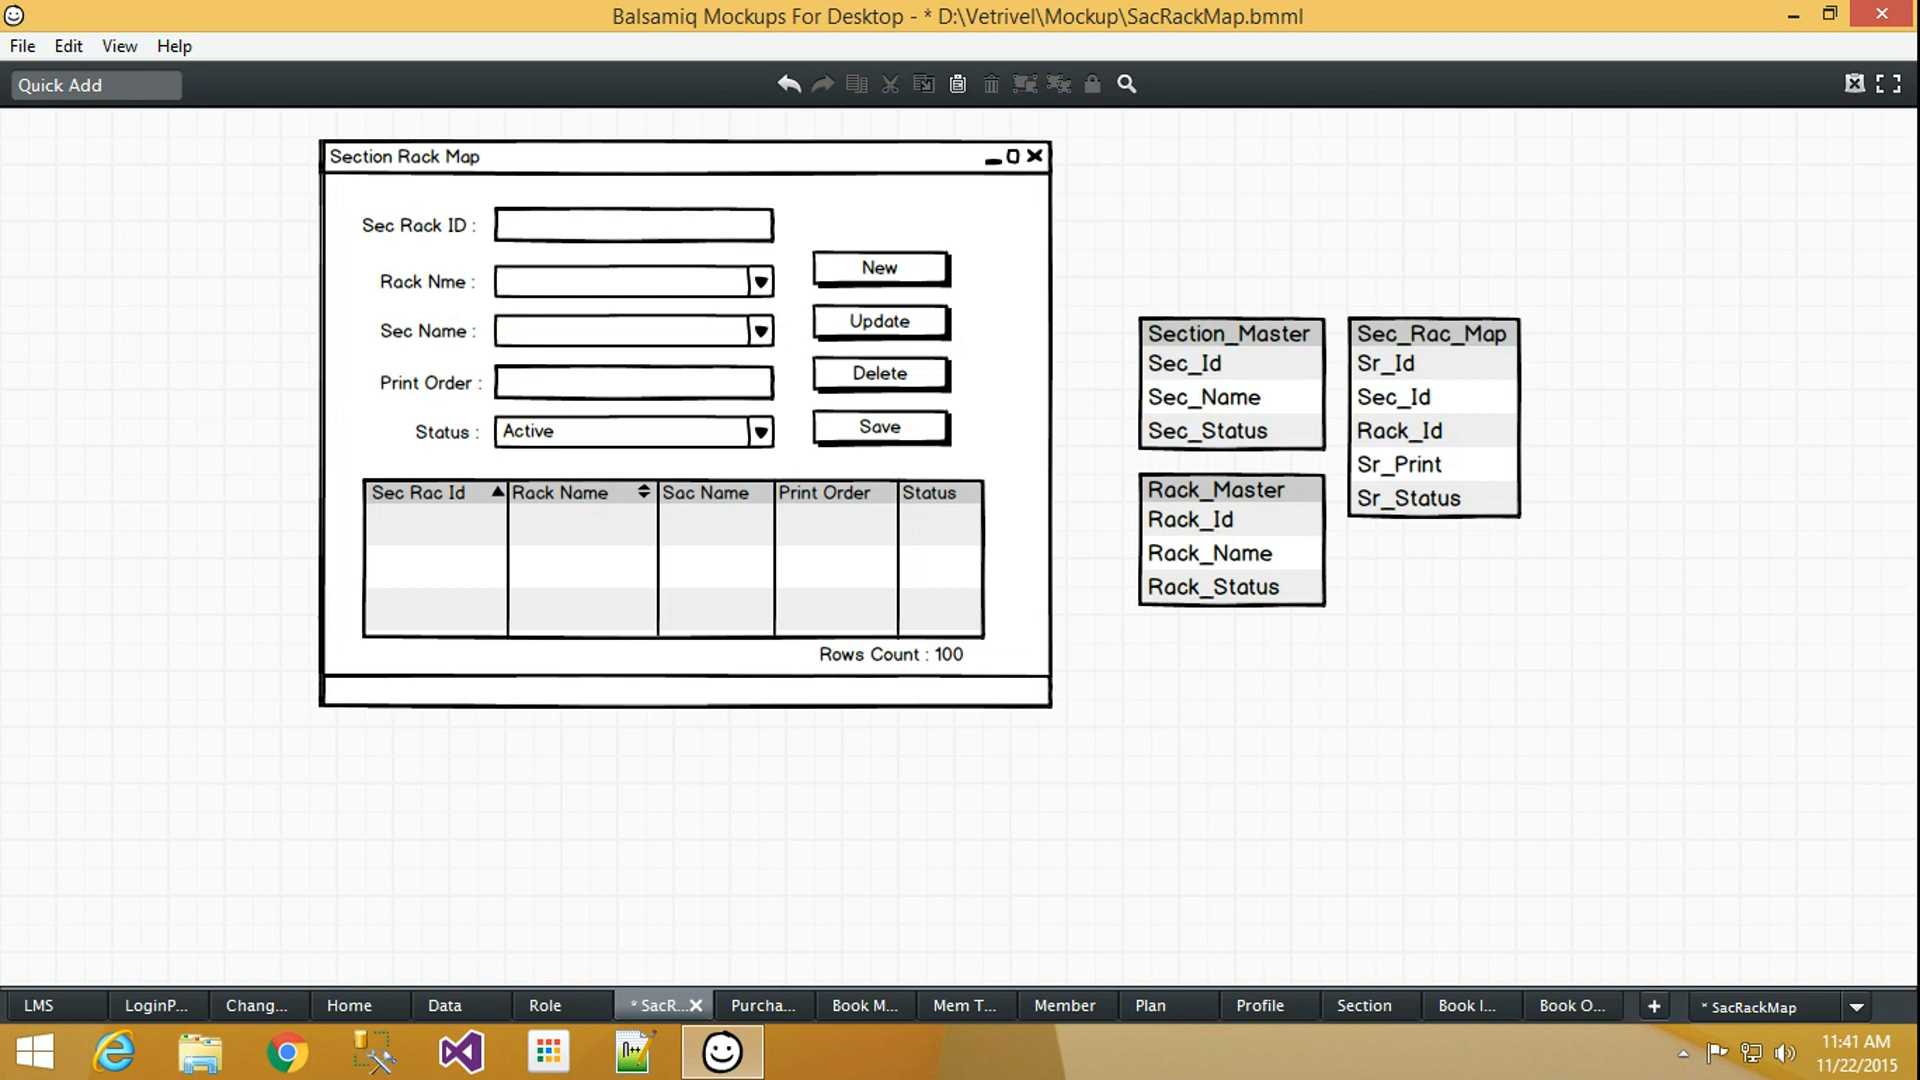 Balsamiq Mockups For Desktop - * D:\Vetrivel\Mockup\SacRackMap.bmml
File Edit View Help
Quick Add
Section Rack Map
Sec Rack ID :
Rack Nme :
Sec Name :
Print Order :
Status : Active
New
Update
Delete
Save
Sec Rac Id Rack Name Sac Name Print Order Status
Rows Count : 100
Section_Master
Sec_Id
Sec_Name
Sec_Status
Rack_Master
Rack_Id
Rack_Name
Rack_Status
Sec_Rac_Map
Sr_Id
Sec_Id
Rack_Id
Sr_Print
Sr_Status
LMS LoginP... Chang... Home Data Role * SacR... Purcha... Book M... Mem T... Member Plan Profile Section Book I... Book O... + * SacRackMap
n++
11:41 AM
11/22/2015